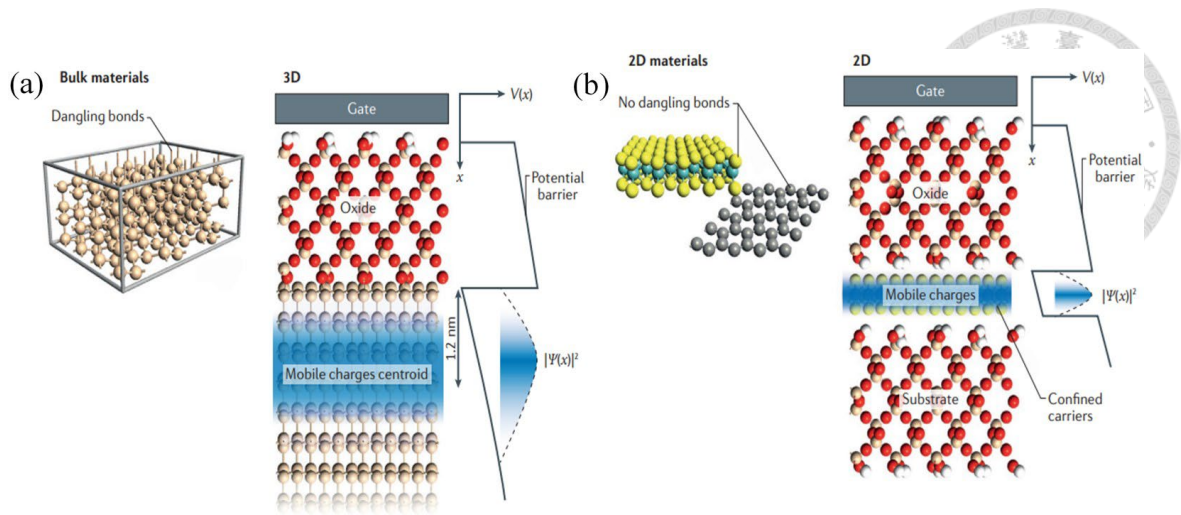 (a)
Bulk materials
Dangling bonds
3D
Gate
V(x)
x
Potential
barrier
Oxide
1.2 nm
Mobile charges centroid
|Ψ(x)|²
(b)
2D materials
No dangling bonds
2D
Gate
V(x)
x
Potential
barrier
Oxide
Mobile charges
|Ψ(x)|²
Substrate
Confined
carriers